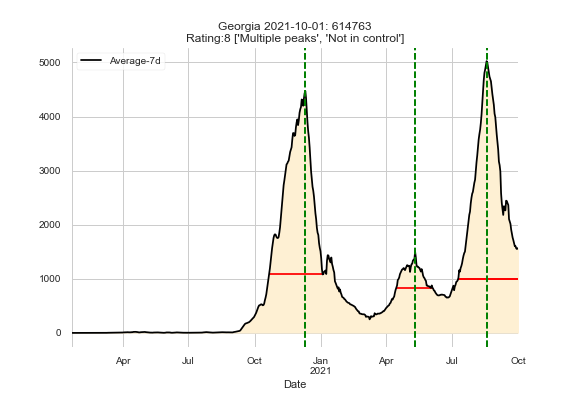 Georgia 2021-10-01: 614763
Rating:8 ['Multiple peaks', 'Not in control']
Average-7d
5000
4000
3000
2000
1000
0
Apr Jul Oct Jan Apr Jul Oct
2021
Date